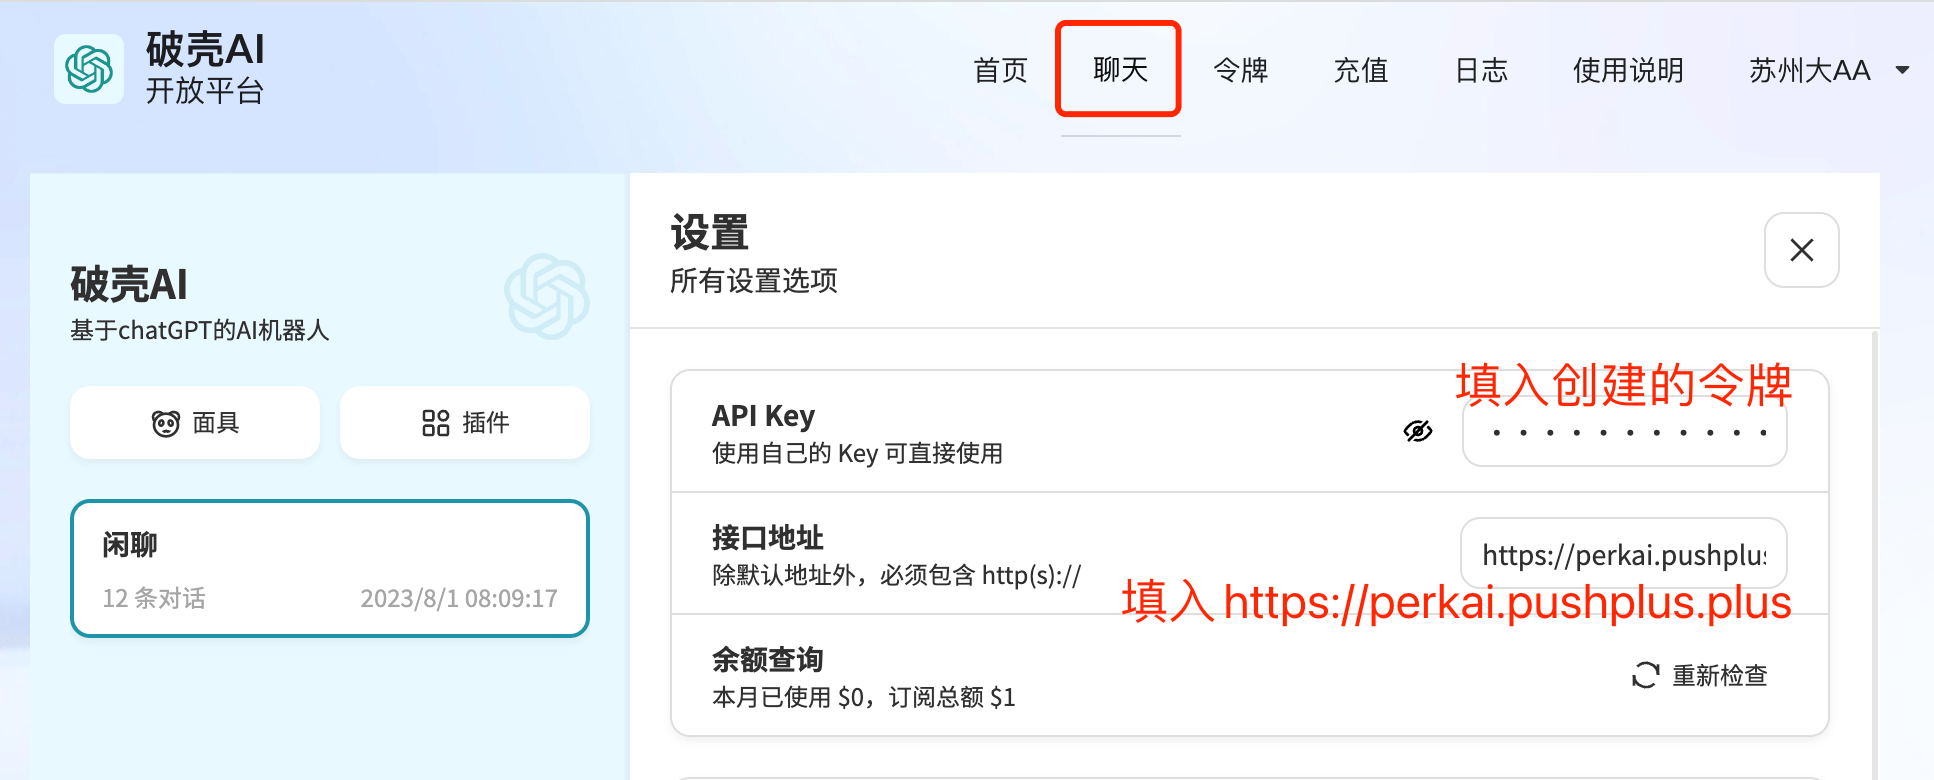 破壳AI
开放平台
首页
聊天
令牌
充值
日志
使用说明
苏州大AA
破壳AI
基于chatGPT的AI机器人
面具
插件
闲聊
12 条对话
2023/8/1 08:09:17
设置
所有设置选项
填入创建的令牌
API Key
使用自己的 Key 可直接使用
接口地址
除默认地址外，必须包含 http(s)://
https://perkai.pushplus
填入 https://perkai.pushplus.plus
余额查询
本月已使用 $0，订阅总额 $1
重新检查